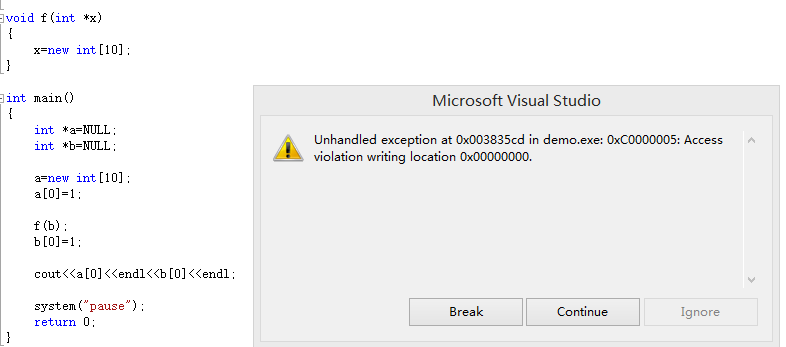 void f(int *x)
{
    x=new int[10];
}
int main()
{
    int *a=NULL;
    int *b=NULL;
    a=new int[10];
    a[0]=1;
    f(b);
    b[0]=1;
    cout<<a[0]<<endl<<b[0]<<endl;
    system("pause");
    return 0;
}
Microsoft Visual Studio
Unhandled exception at 0x003835cd in demo.exe: 0xC0000005: Access
violation writing location 0x00000000.
Break
Continue
Ignore